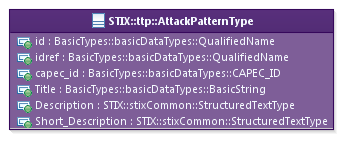 STIX::ttp::AttackPatternType
id : BasicTypes::basicDataTypes::QualifiedName
idref : BasicTypes::basicDataTypes::QualifiedName
capec_id : BasicTypes::basicDataTypes::CAPEC_ID
Title : BasicTypes::basicDataTypes::BasicString
Description : STIX::stixCommon::StructuredTextType
Short_Description : STIX::stixCommon::StructuredTextType